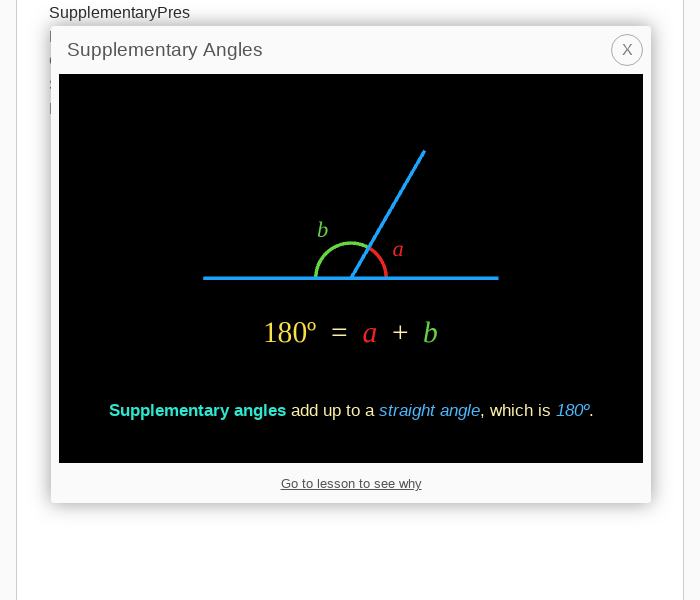 SupplementaryPres
Supplementary Angles X
b
a
180º = a + b
Supplementary angles add up to a straight angle, which is 180º.
Go to lesson to see why